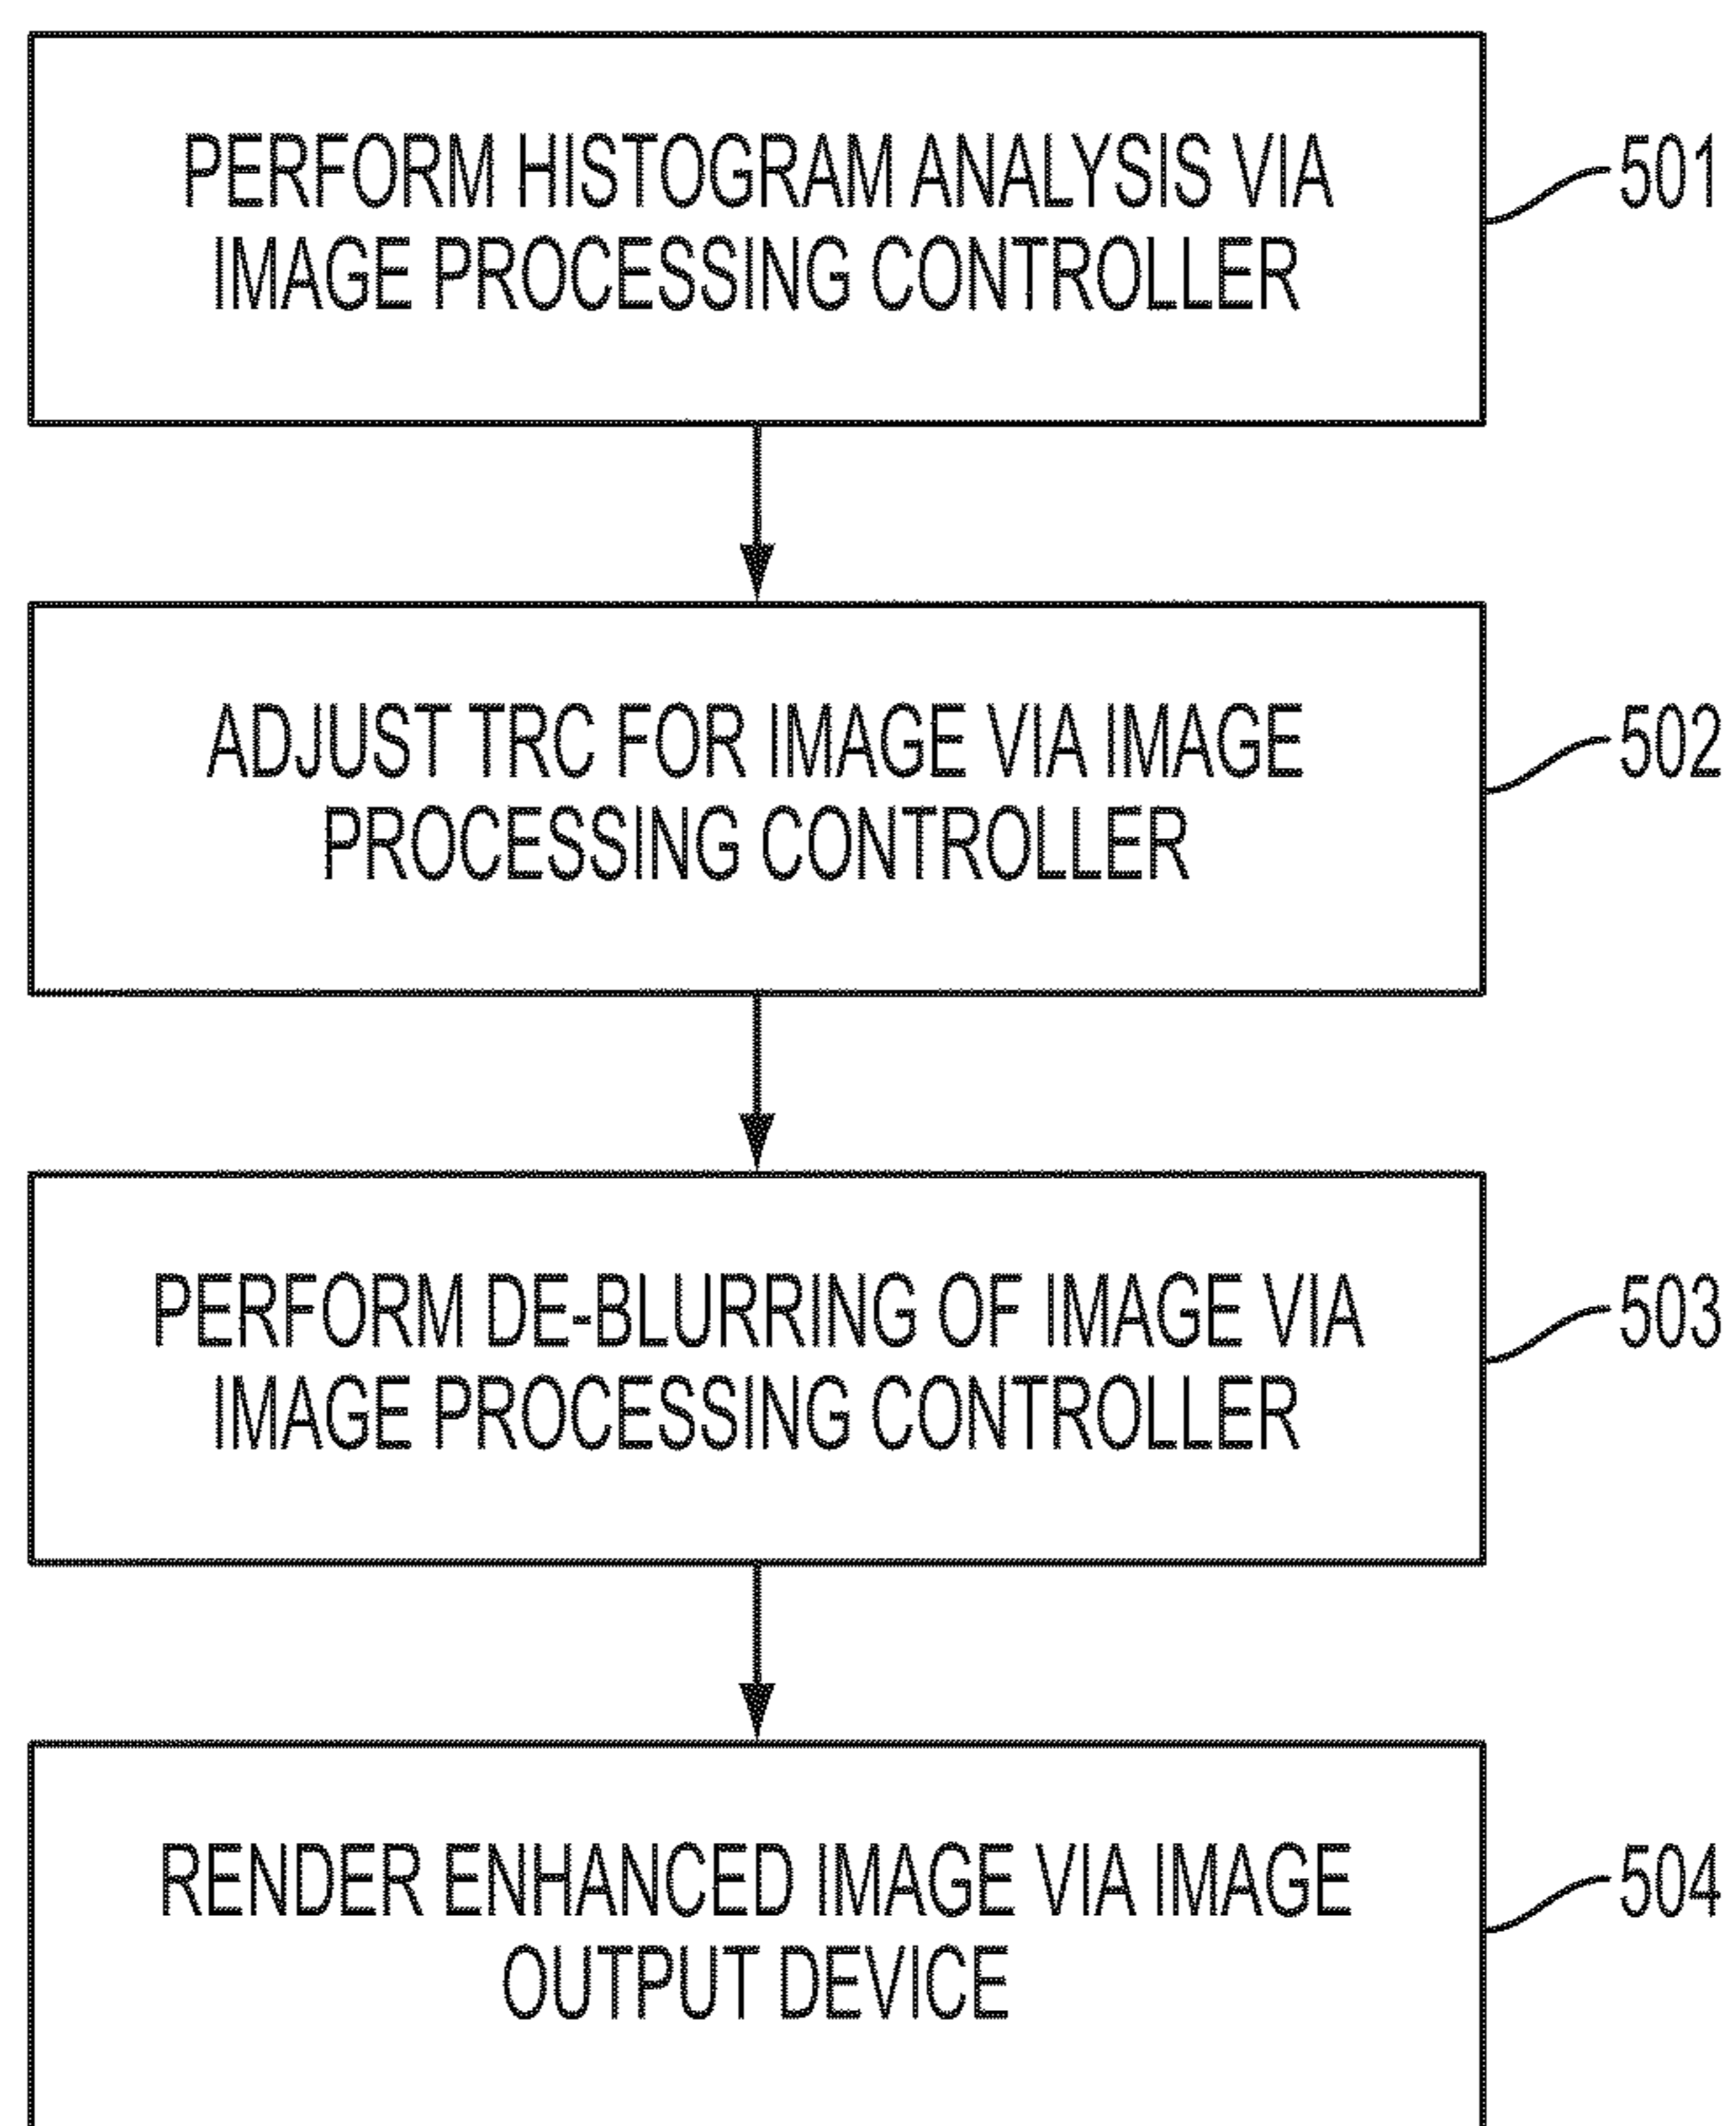 PERFORM HISTOGRAM ANALYSIS VIA
IMAGE PROCESSING CONTROLLER
501
ADJUST TRC FOR IMAGE VIA IMAGE
PROCESSING CONTROLLER
502
PERFORM DE-BLURRING OF IMAGE VIA
IMAGE PROCESSING CONTROLLER
503
RENDER ENHANCED IMAGE VIA IMAGE
OUTPUT DEVICE
504